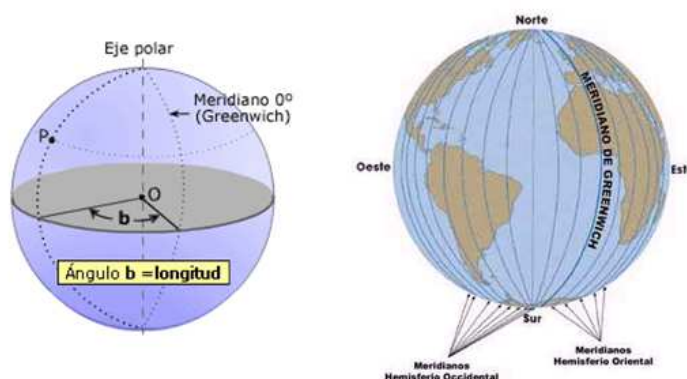 Eje polar
Meridiano 0º
(Greenwich)
P
O
b
Ángulo b =longitud
Norte
Oeste
MERIDIANO DE GREENWICH
Est
Sur
Meridianos
Hemisferio Occidental
Meridianos
Hemisferio Oriental